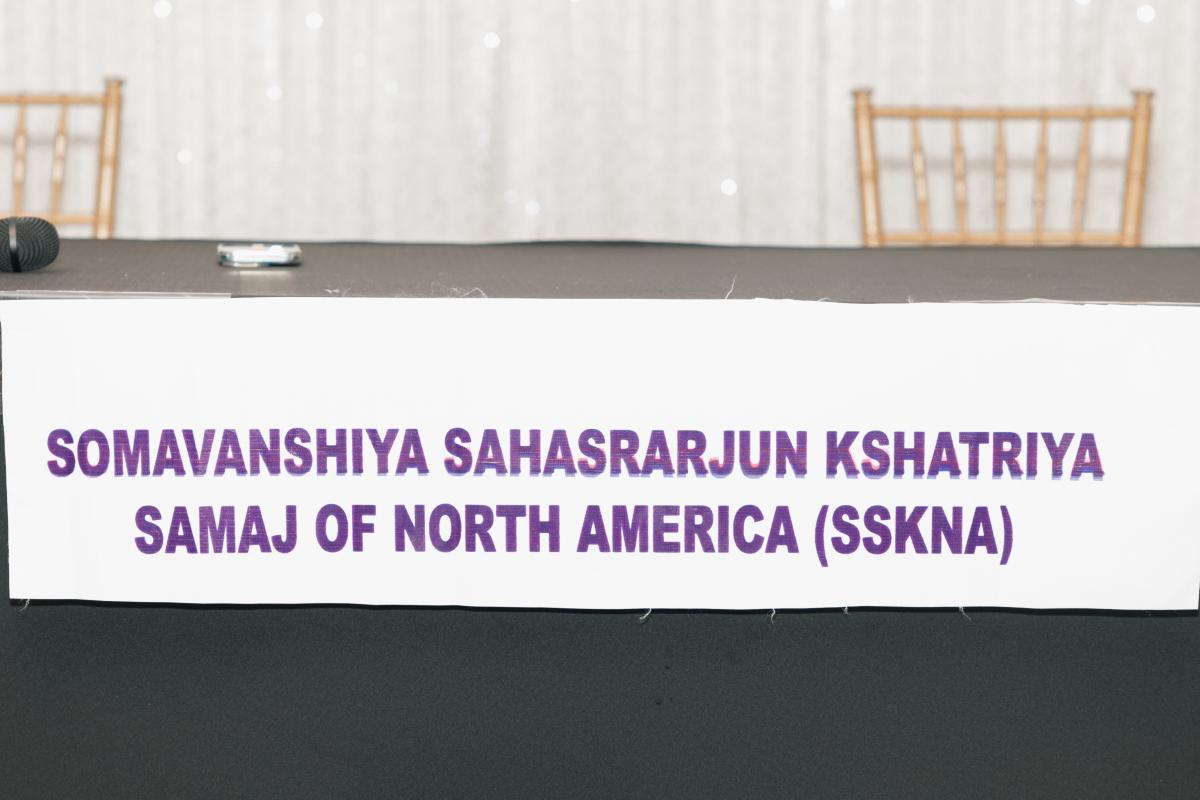 SOMAVANSHIYA SAHASRARJUN KSHATRIYA
SAMAJ OF NORTH AMERICA (SSKNA)